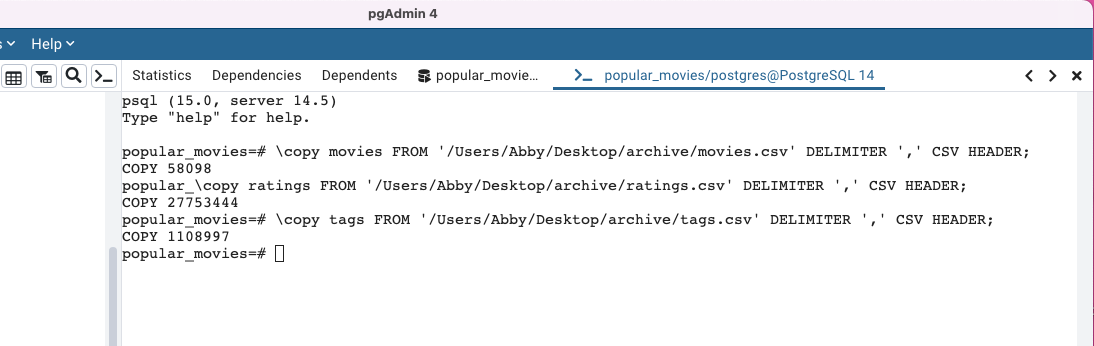 pgAdmin 4
s Help
Statistics Dependencies Dependents popular_movie... popular_movies/postgres@PostgreSQL 14
psql (15.0, server 14.5)
Type "help" for help.
popular_movies=# \copy movies FROM '/Users/Abby/Desktop/archive/movies.csv' DELIMITER ',' CSV HEADER;
COPY 58098
popular_\copy ratings FROM '/Users/Abby/Desktop/archive/ratings.csv' DELIMITER ',' CSV HEADER;
COPY 27753444
popular_movies=# \copy tags FROM '/Users/Abby/Desktop/archive/tags.csv' DELIMITER ',' CSV HEADER;
COPY 1108997
popular_movies=#